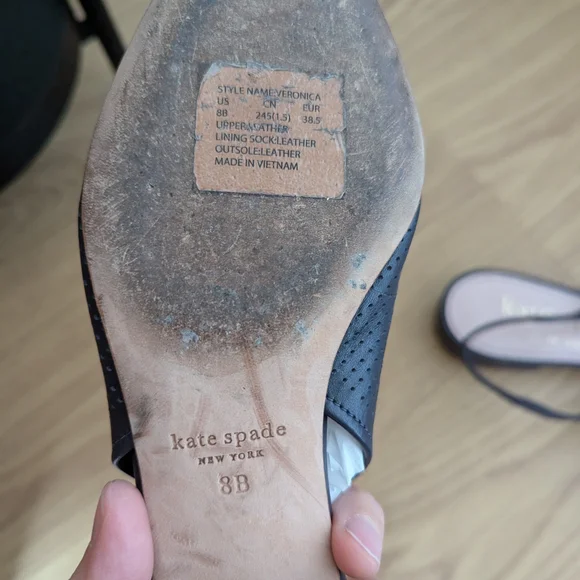 STYLE NAME:VERONICA
US CN EUR
8B 245(1.5) 38.5
UPPER:LEATHER
LINING SOCK:LEATHER
OUTSOLE:LEATHER
MADE IN VIETNAM
kate spade
NEW YORK
8B